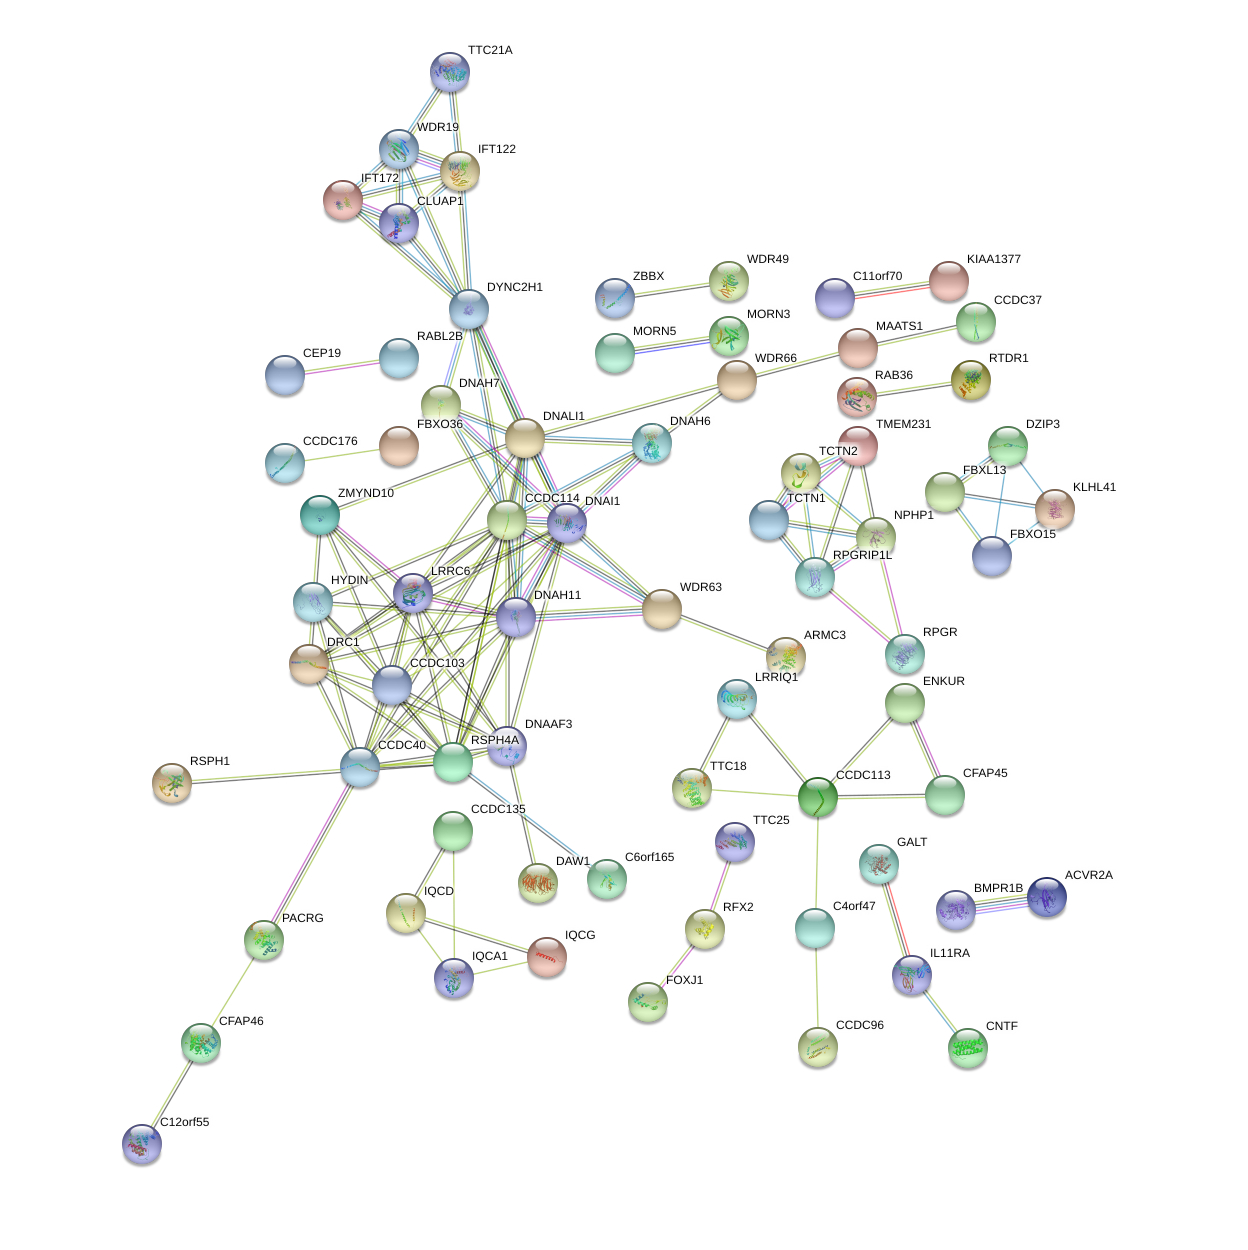 TTC21A
WDR19
IFT122
IFT172
CLUAP1
WDR49
KIAA1377
ZBBX
C11orf70
DYNC2H1
CCDC37
MORN3
MORN5
MAATS1
RABL2B
WDR66
CEP19
RTDR1
RAB36
DNAH7
DNALI1
DNAH6
FBXO36
TMEM231
DZIP3
CCDC176
TCTN2
FBXL13
KLHL41
ZMYND10
CCDC114
DNAI1
TCTN1
NPHP1
FBXO15
RPGRIP1L
HYDIN
LRRC6
DNAH11
WDR63
DRC1
ARMC3
RPGR
CCDC103
LRRIQ1
ENKUR
DNAAF3
RSPH4A
CCDC40
RSPH1
TTC18
CCDC113
CFAP45
CCDC135
TTC25
GALT
DAW1
C6orf165
BMPR1B
ACVR2A
IQCD
RFX2
C4orf47
PACRG
IQCG
IQCA1
IL11RA
FOXJ1
CFAP46
CCDC96
CNTF
C12orf55